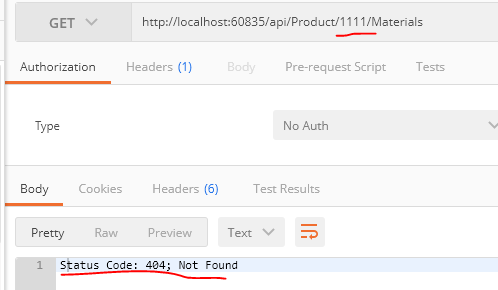 GET http://localhost:60835/api/Product/1111/Materials
Authorization Headers (1) Body Pre-request Script Tests
Type No Auth
Body Cookies Headers (6) Test Results
Pretty Raw Preview Text
1 Status Code: 404; Not Found